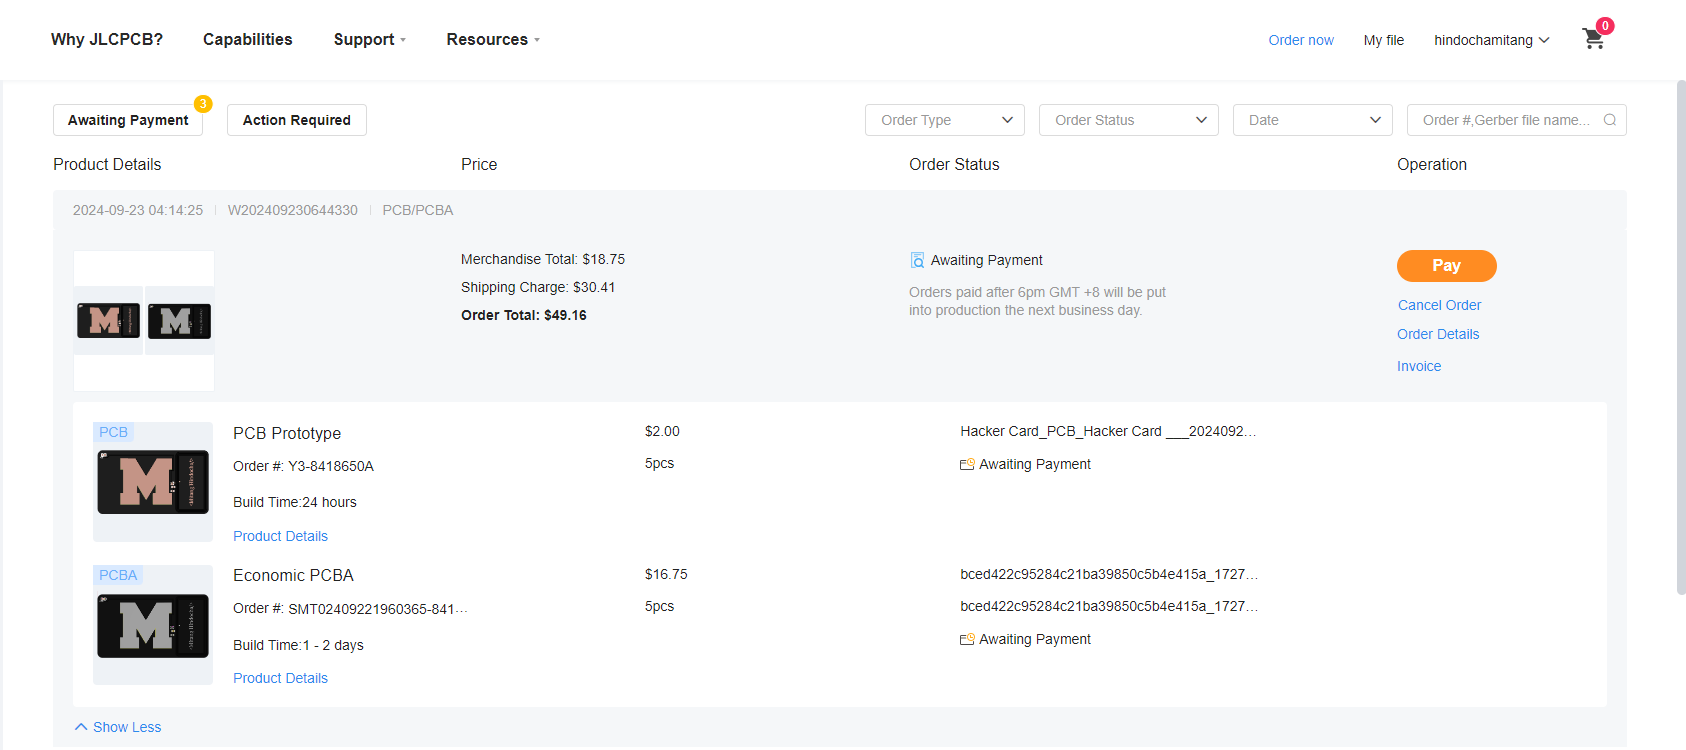 Why JLCPCB?
Capabilities
Support
Resources
Order now
My file
hindochamitang
0
Awaiting Payment
3
Action Required
Order Type
Order Status
Date
Order #,Gerber file name...
Product Details
Price
Order Status
Operation
2024-09-23 04:14:25
W202409230644330
PCB/PCBA
Merchandise Total: $18.75
Shipping Charge: $30.41
Order Total: $49.16
Awaiting Payment
Orders paid after 6pm GMT +8 will be put
into production the next business day.
Pay
Cancel Order
Order Details
Invoice
PCB
M
PCB Prototype
Order #: Y3-8418650A
Build Time:24 hours
Product Details
$2.00
5pcs
Hacker Card_PCB_Hacker Card ___2024092...
Awaiting Payment
PCBA
M
Economic PCBA
Order #: SMT02409221960365-841...
Build Time:1 - 2 days
Product Details
$16.75
5pcs
bced422c95284c21ba39850c5b4e415a_1727...
bced422c95284c21ba39850c5b4e415a_1727...
Awaiting Payment
Show Less